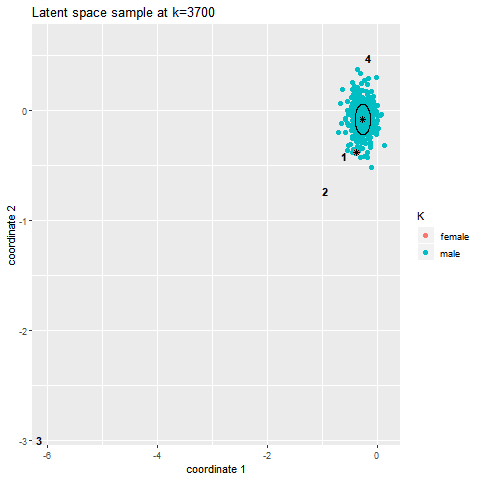 Latent space sample at k=3700
4
0
1
2
-1
-2
-3
3
-6
-4
-2
0
coordinate 1
coordinate 2
K
female
male